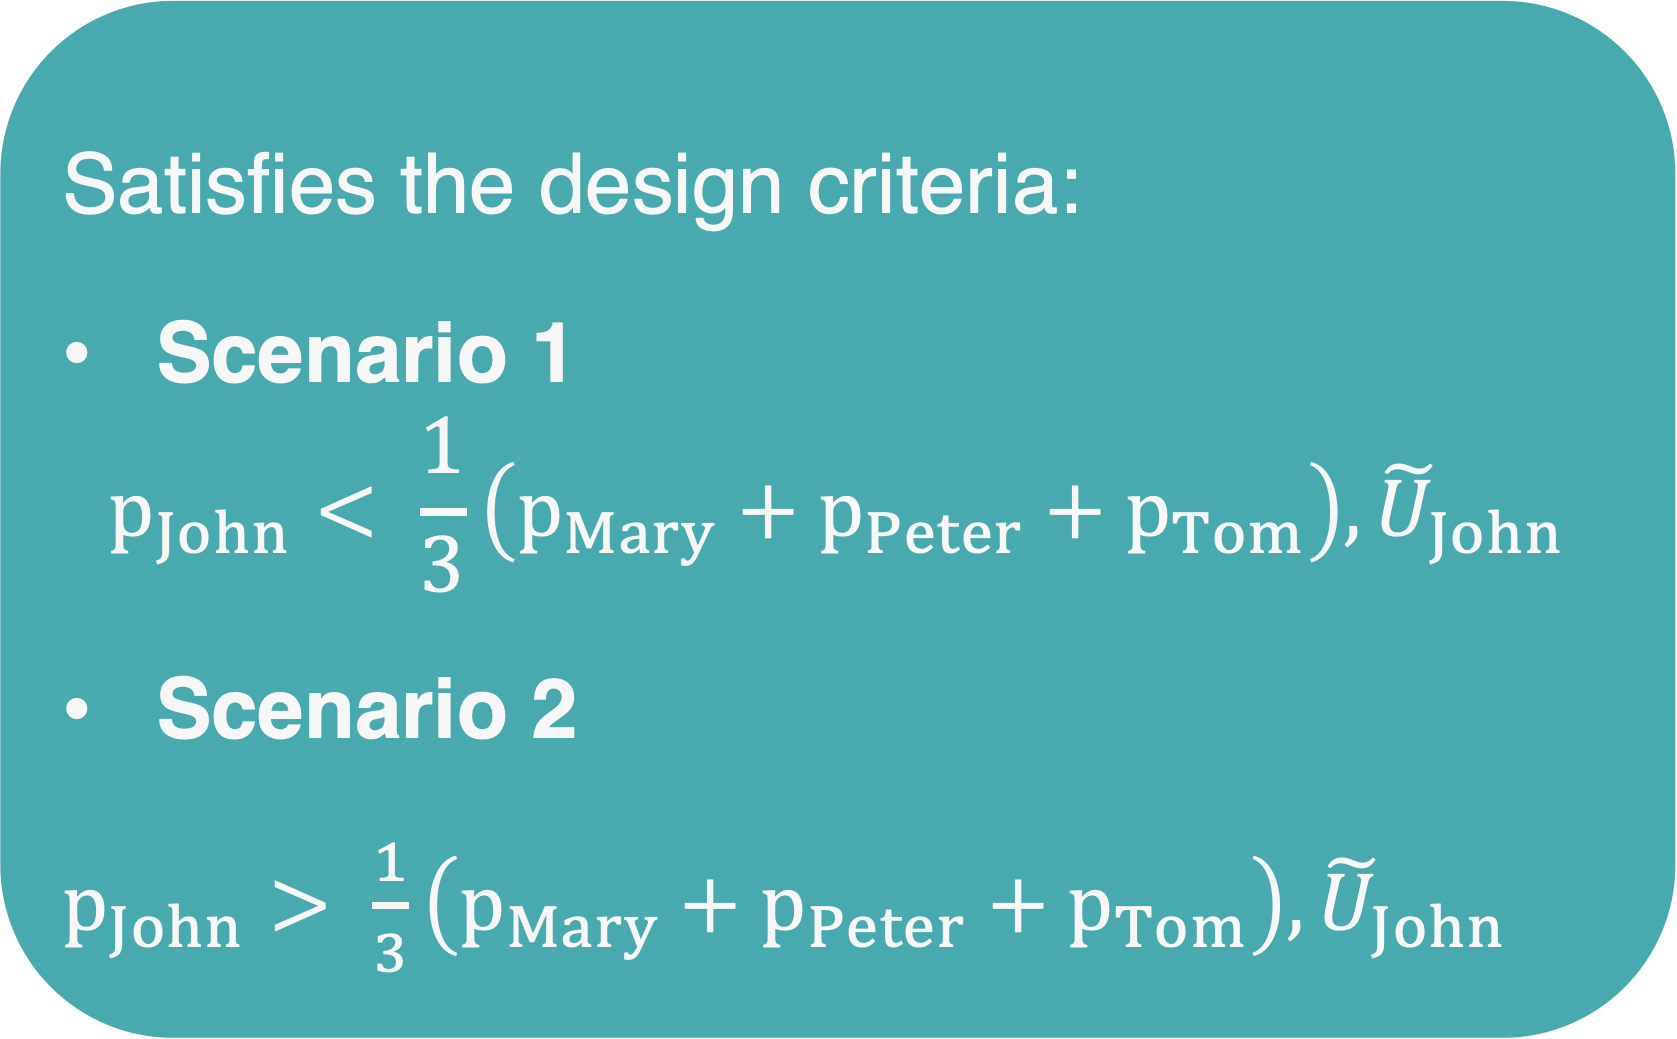 Satisfies the design criteria:
• Scenario 1
p_John < 1/3 (p_Mary + p_Peter + p_Tom), Ũ_John
• Scenario 2
p_John > 1/3 (p_Mary + p_Peter + p_Tom), Ũ_John